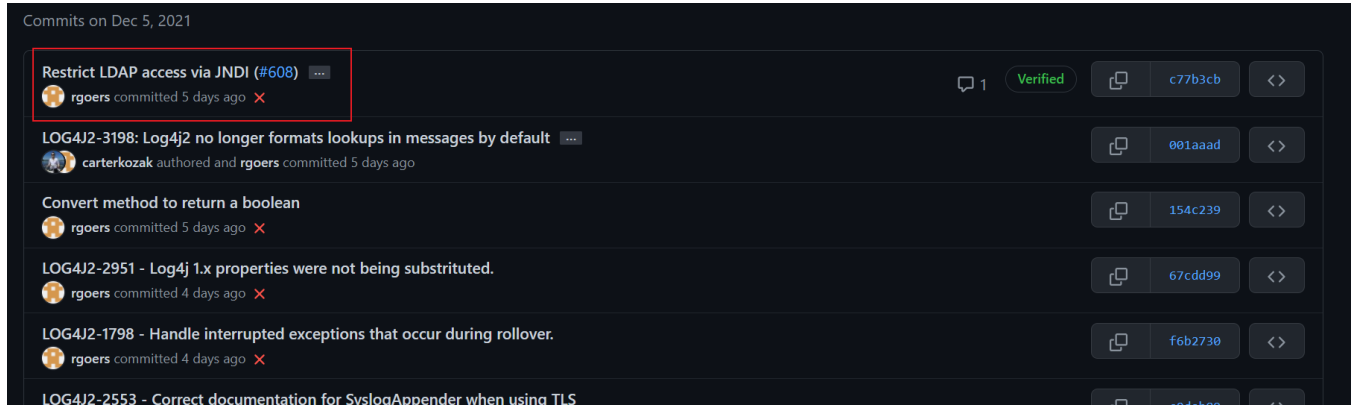 Commits on Dec 5, 2021
Restrict LDAP access via JNDI (#608) ...
1 Verified c77b3cb
rgoers committed 5 days ago
LOG4J2-3198: Log4j2 no longer formats lookups in messages by default ...
001aaad
carterkozak authored and rgoers committed 5 days ago
Convert method to return a boolean
154c239
rgoers committed 5 days ago
LOG4J2-2951 - Log4j 1.x properties were not being substrituted.
67cdd99
rgoers committed 4 days ago
LOG4J2-1798 - Handle interrupted exceptions that occur during rollover.
f6b2730
rgoers committed 4 days ago
LOG4J2-2553 - Correct documentation for SyslogAppender when using TLS